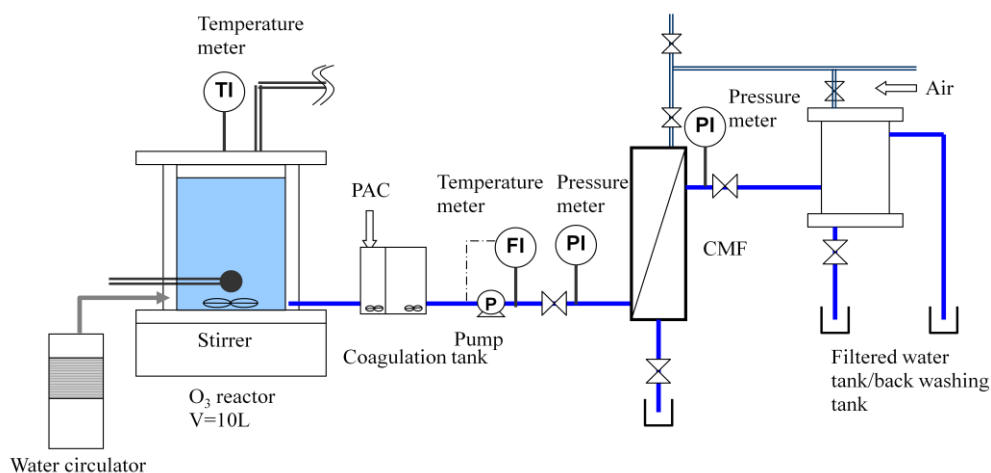 Temperature
meter
TI
PAC
Temperature
meter
FI
Pressure
meter
PI
Pressure
meter
PI
Air
CMF
P
Pump
Stirrer
Coagulation tank
O₃ reactor
V=10L
Water circulator
Filtered water
tank/back washing
tank